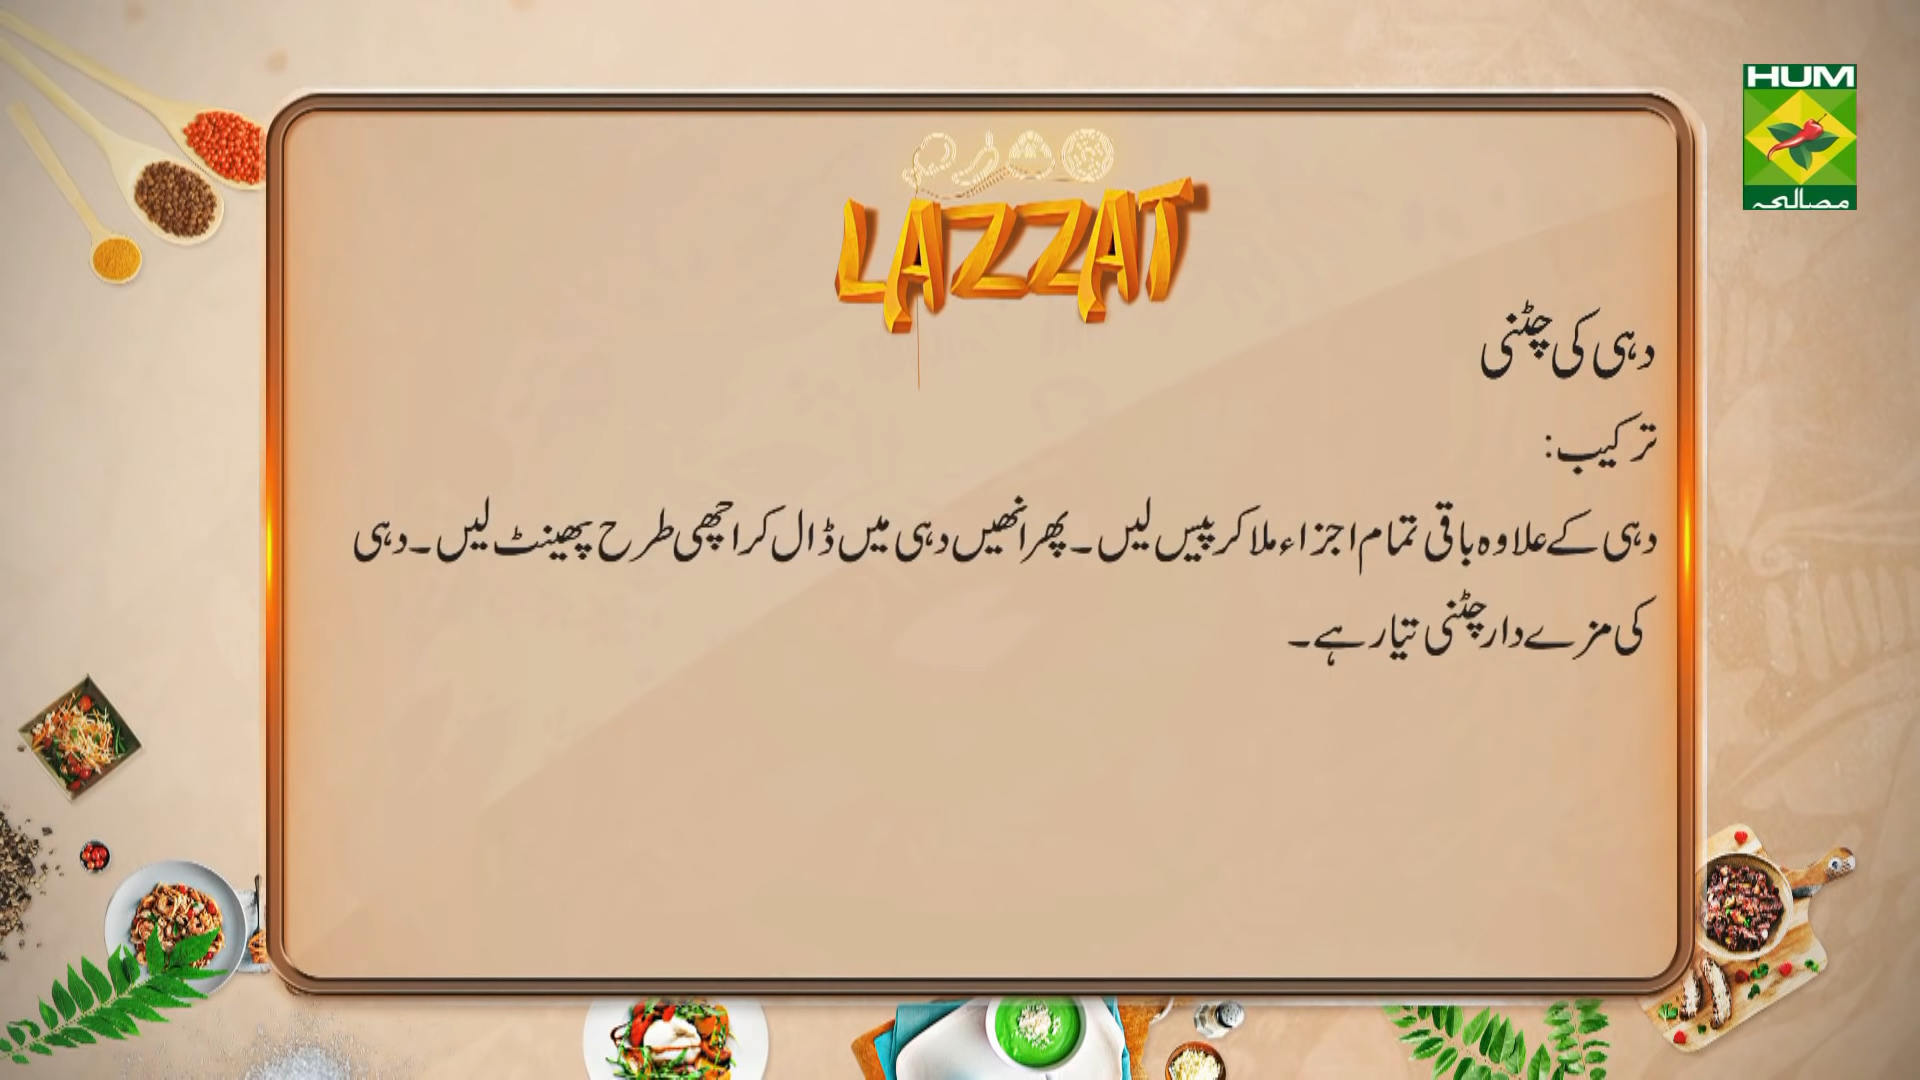 HUM
مصالحہ
LAZZAT
دہی کی چٹنی
ترکیب:
دہی کے علاوہ باقی تمام اجزاء ملا کر پیس لیں۔ پھر انھیں دہی میں ڈال کر اچھی طرح پھینٹ لیں۔ دہی
کی مزے دار چٹنی تیار ہے۔